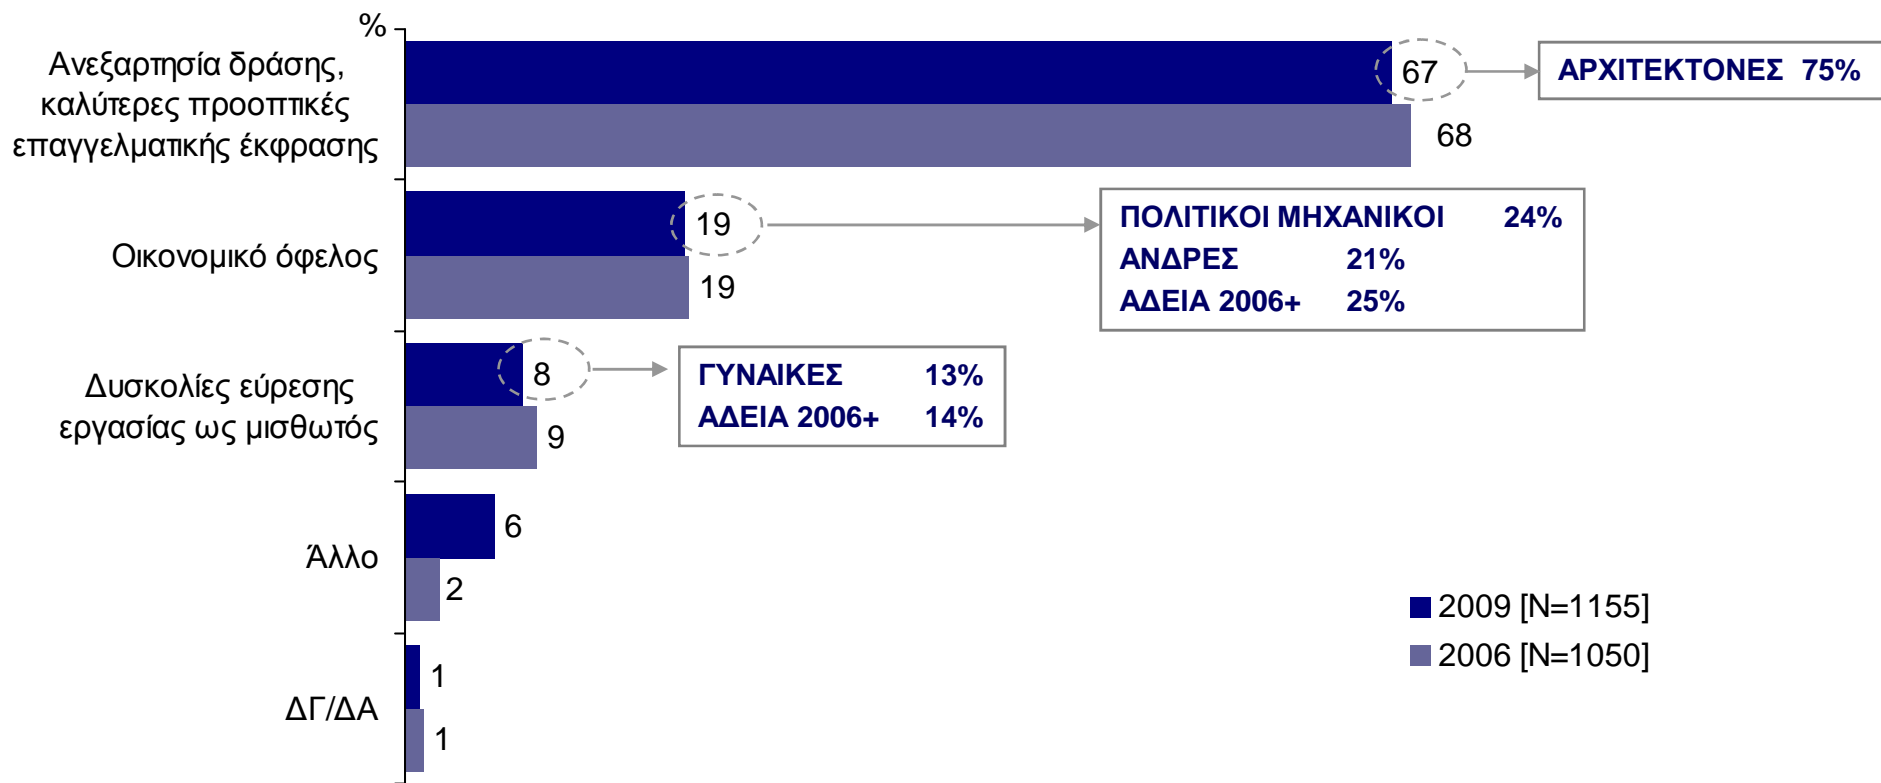 %
Ανεξαρτησία δράσης,
καλύτερες προοπτικές
επαγγελματικής έκφρασης
67
68
ΑΡΧΙΤΕΚΤΟΝΕΣ 75%
Οικονομικό όφελος
19
19
ΠΟΛΙΤΙΚΟΙ ΜΗΧΑΝΙΚΟΙ 24%
ΑΝΔΡΕΣ 21%
ΑΔΕΙΑ 2006+ 25%
Δυσκολίες εύρεσης
εργασίας ως μισθωτός
8
9
ΓΥΝΑΙΚΕΣ 13%
ΑΔΕΙΑ 2006+ 14%
Άλλο
6
2
ΔΓ/ΔΑ
1
1
2009 [N=1155]
2006 [N=1050]